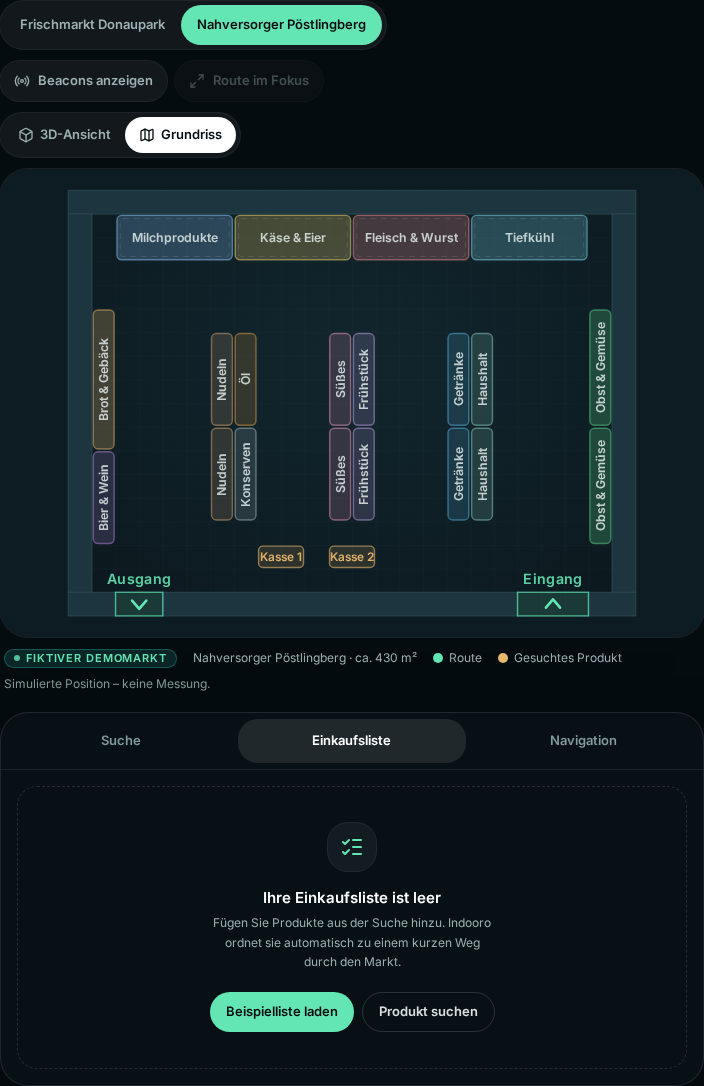 Frischmarkt Donaupark
Nahversorger Pöstlingberg
Beacons anzeigen
Route im Fokus
3D-Ansicht
Grundriss
Milchprodukte
Käse & Eier
Fleisch & Wurst
Tiefkühl
Brot & Gebäck
Bier & Wein
Nudeln
Öl
Nudeln
Konserven
Süßes
Frühstück
Süßes
Frühstück
Getränke
Haushalt
Getränke
Haushalt
Obst & Gemüse
Obst & Gemüse
Kasse 1
Kasse 2
Ausgang
Eingang
FIKTIVER DEMOMARKT
Nahversorger Pöstlingberg · ca. 430 m²
Route
Gesuchtes Produkt
Simulierte Position – keine Messung.
Suche
Einkaufsliste
Navigation
Ihre Einkaufsliste ist leer
Fügen Sie Produkte aus der Suche hinzu. Indooro
ordnet sie automatisch zu einem kurzen Weg
durch den Markt.
Beispielliste laden
Produkt suchen